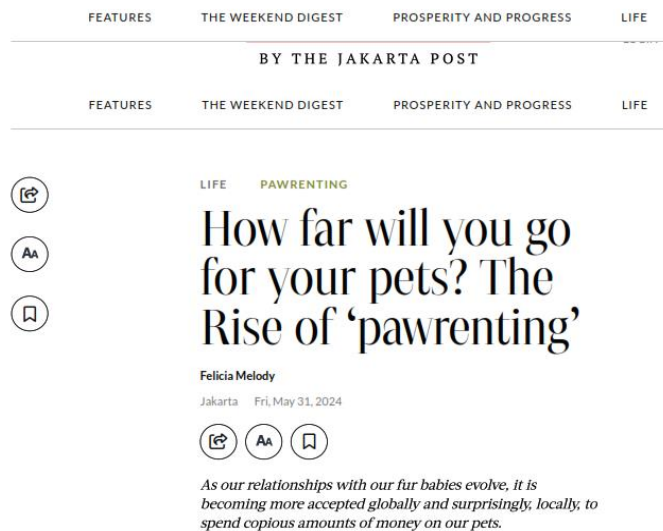 FEATURES THE WEEKEND DIGEST PROSPERITY AND PROGRESS LIFE
BY THE JAKARTA POST
FEATURES THE WEEKEND DIGEST PROSPERITY AND PROGRESS LIFE
LIFE PAWRENTING
How far will you go
for your pets? The
Rise of ‘pawrenting’
AA
Felicia Melody
Jakarta Fri, May 31, 2024
AA
As our relationships with our fur babies evolve, it is
becoming more accepted globally and surprisingly, locally, to
spend copious amounts of money on our pets.